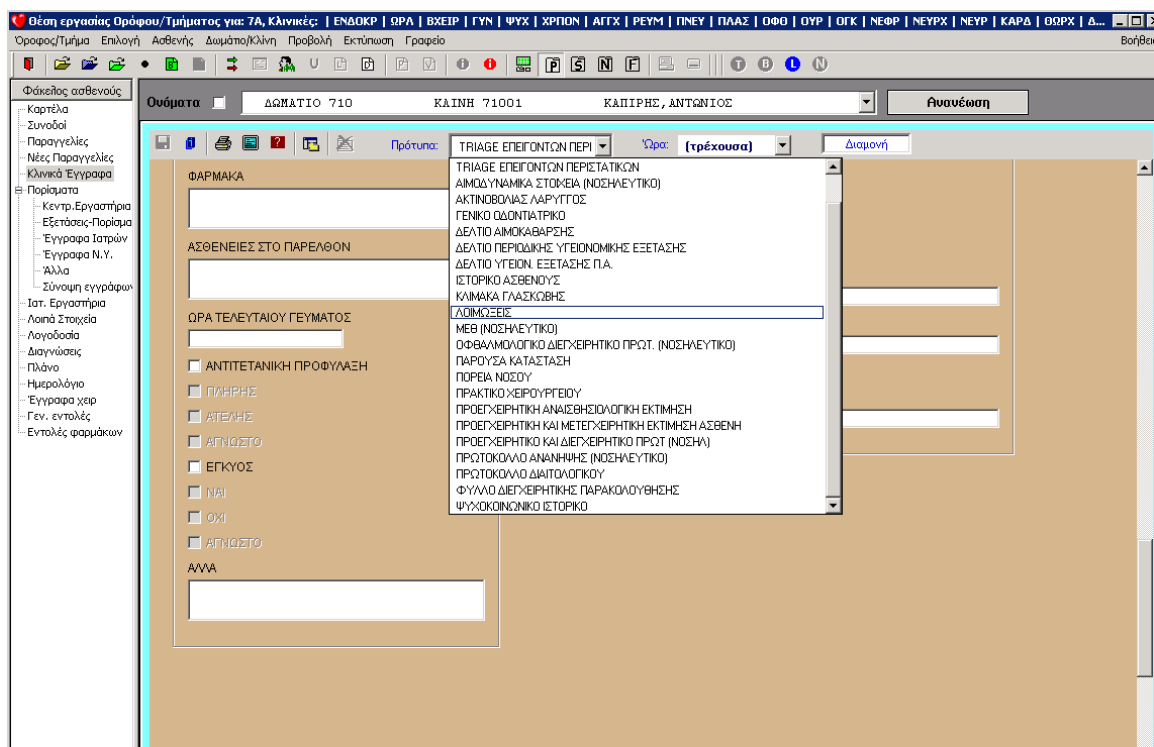 Θέση εργασίας Ορόφου/Τμήματος για: 7Α, Κλινικές: | ΕΝΔΟΚΡ | ΩΡΛ | ΒΧΕΙΡ | ΓΥΝ | ΨΥΧ | ΧΡΠΟΝ | ΑΓΓΧ | ΡΕΥΜ | ΠΝΕΥ | ΠΛΑΣ | ΟΦΘ | ΟΥΡ | ΟΓΚ | ΝΕΦΡ | ΝΕΥΡΧ | ΝΕΥΡ | ΚΑΡΔ | ΘΩΡΧ | Δ...
Όροφος/Τμήμα Επιλογή Ασθενής Δωμάτιο/Κλίνη Προβολή Εκτύπωση Γραφείο Βοήθει
P S N F T B L N
Φάκελος ασθενούς
Καρτέλα
Συνοδοί
Παραγγελίες
Νέες Παραγγελίες
Κλινικά Έγγραφα
Πορίσματα
Κεντρ.Εργαστήρια
Εξετάσεις-Πορίσμα
Έγγραφα Ιατρών
Έγγραφα Ν.Υ.
Άλλα
Σύνοψη εγγράφων
Ιατ. Εργαστήρια
Λοιπά Στοιχεία
Λογοδοσία
Διαγνώσεις
Πλάνο
Ημερολόγιο
Έγγραφα χειρ
Γεν. εντολές
Εντολές φαρμάκων
Ονόματα ΔΩΜΑΤΙΟ 710 ΚΛΙΝΗ 71001 ΚΑΠΙΡΗΣ,ΑΝΤΩΝΙΟΣ Ανανέωση
Πρότυπα: TRIAGE ΕΠΕΙΓΟΝΤΩΝ ΠΕΡΙ Ώρα: (τρέχουσα) Διαμονή
ΦΑΡΜΑΚΑ
ΑΣΘΕΝΕΙΕΣ ΣΤΟ ΠΑΡΕΛΘΟΝ
ΩΡΑ ΤΕΛΕΥΤΑΙΟΥ ΓΕΥΜΑΤΟΣ
ΑΝΤΙΤΕΤΑΝΙΚΗ ΠΡΟΦΥΛΑΞΗ
ΠΛΗΡΗΣ
ΑΤΕΛΗΣ
ΑΓΝΩΣΤΟ
ΕΓΚΥΟΣ
ΝΑΙ
ΟΧΙ
ΑΓΝΩΣΤΟ
ΑΛΛΑ
TRIAGE ΕΠΕΙΓΟΝΤΩΝ ΠΕΡΙΣΤΑΤΙΚΩΝ
ΑΙΜΟΔΥΝΑΜΙΚΑ ΣΤΟΙΧΕΙΑ (ΝΟΣΗΛΕΥΤΙΚΟ)
ΑΚΤΙΝΟΒΟΛΙΑΣ ΛΑΡΥΓΓΟΣ
ΓΕΝΙΚΟ ΟΔΟΝΤΙΑΤΡΙΚΟ
ΔΕΛΤΙΟ ΑΙΜΟΚΑΘΑΡΣΗΣ
ΔΕΛΤΙΟ ΠΕΡΙΟΔΙΚΗΣ ΥΓΕΙΟΝΟΜΙΚΗΣ ΕΞΕΤΑΣΗΣ
ΔΕΛΤΙΟ ΥΓΕΙΟΝ. ΕΞΕΤΑΣΗΣ Π.Α.
ΙΣΤΟΡΙΚΟ ΑΣΘΕΝΟΥΣ
ΚΛΙΜΑΚΑ ΓΛΑΣΚΩΒΗΣ
ΛΟΙΜΩΞΕΙΣ
ΜΕΘ (ΝΟΣΗΛΕΥΤΙΚΟ)
ΟΦΘΑΛΜΟΛΟΓΙΚΟ ΔΙΕΓΧΕΙΡΗΤΙΚΟ ΠΡΩΤ. (ΝΟΣΗΛΕΥΤΙΚΟ)
ΠΑΡΟΥΣΑ ΚΑΤΑΣΤΑΣΗ
ΠΟΡΕΙΑ ΝΟΣΟΥ
ΠΡΑΚΤΙΚΟ ΧΕΙΡΟΥΡΓΕΙΟΥ
ΠΡΟΕΓΧΕΙΡΗΤΙΚΗ ΑΝΑΙΣΘΗΣΙΟΛΟΓΙΚΗ ΕΚΤΙΜΗΣΗ
ΠΡΟΕΓΧΕΙΡΗΤΙΚΗ ΚΑΙ ΜΕΤΕΓΧΕΙΡΗΤΙΚΗ ΕΚΤΙΜΗΣΗ ΑΣΘΕΝΗ
ΠΡΟΕΓΧΕΙΡΗΤΙΚΟ ΚΑΙ ΔΙΕΓΧΕΙΡΗΤΙΚΟ ΠΡΩΤ (ΝΟΣΗΛ)
ΠΡΩΤΟΚΟΛΛΟ ΑΝΑΝΗΨΗΣ (ΝΟΣΗΛΕΥΤΙΚΟ)
ΠΡΩΤΟΚΟΛΛΟ ΔΙΑΙΤΟΛΟΓΙΚΟΥ
ΦΥΛΛΟ ΔΙΕΓΧΕΙΡΗΤΙΚΗΣ ΠΑΡΑΚΟΛΟΥΘΗΣΗΣ
ΨΥΧΟΚΟΙΝΩΝΙΚΟ ΙΣΤΟΡΙΚΟ